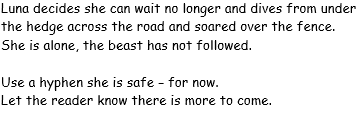 Luna decides she can wait no longer and dives from under
the hedge across the road and soared over the fence.
She is alone, the beast has not followed.

Use a hyphen she is safe – for now.
Let the reader know there is more to come.